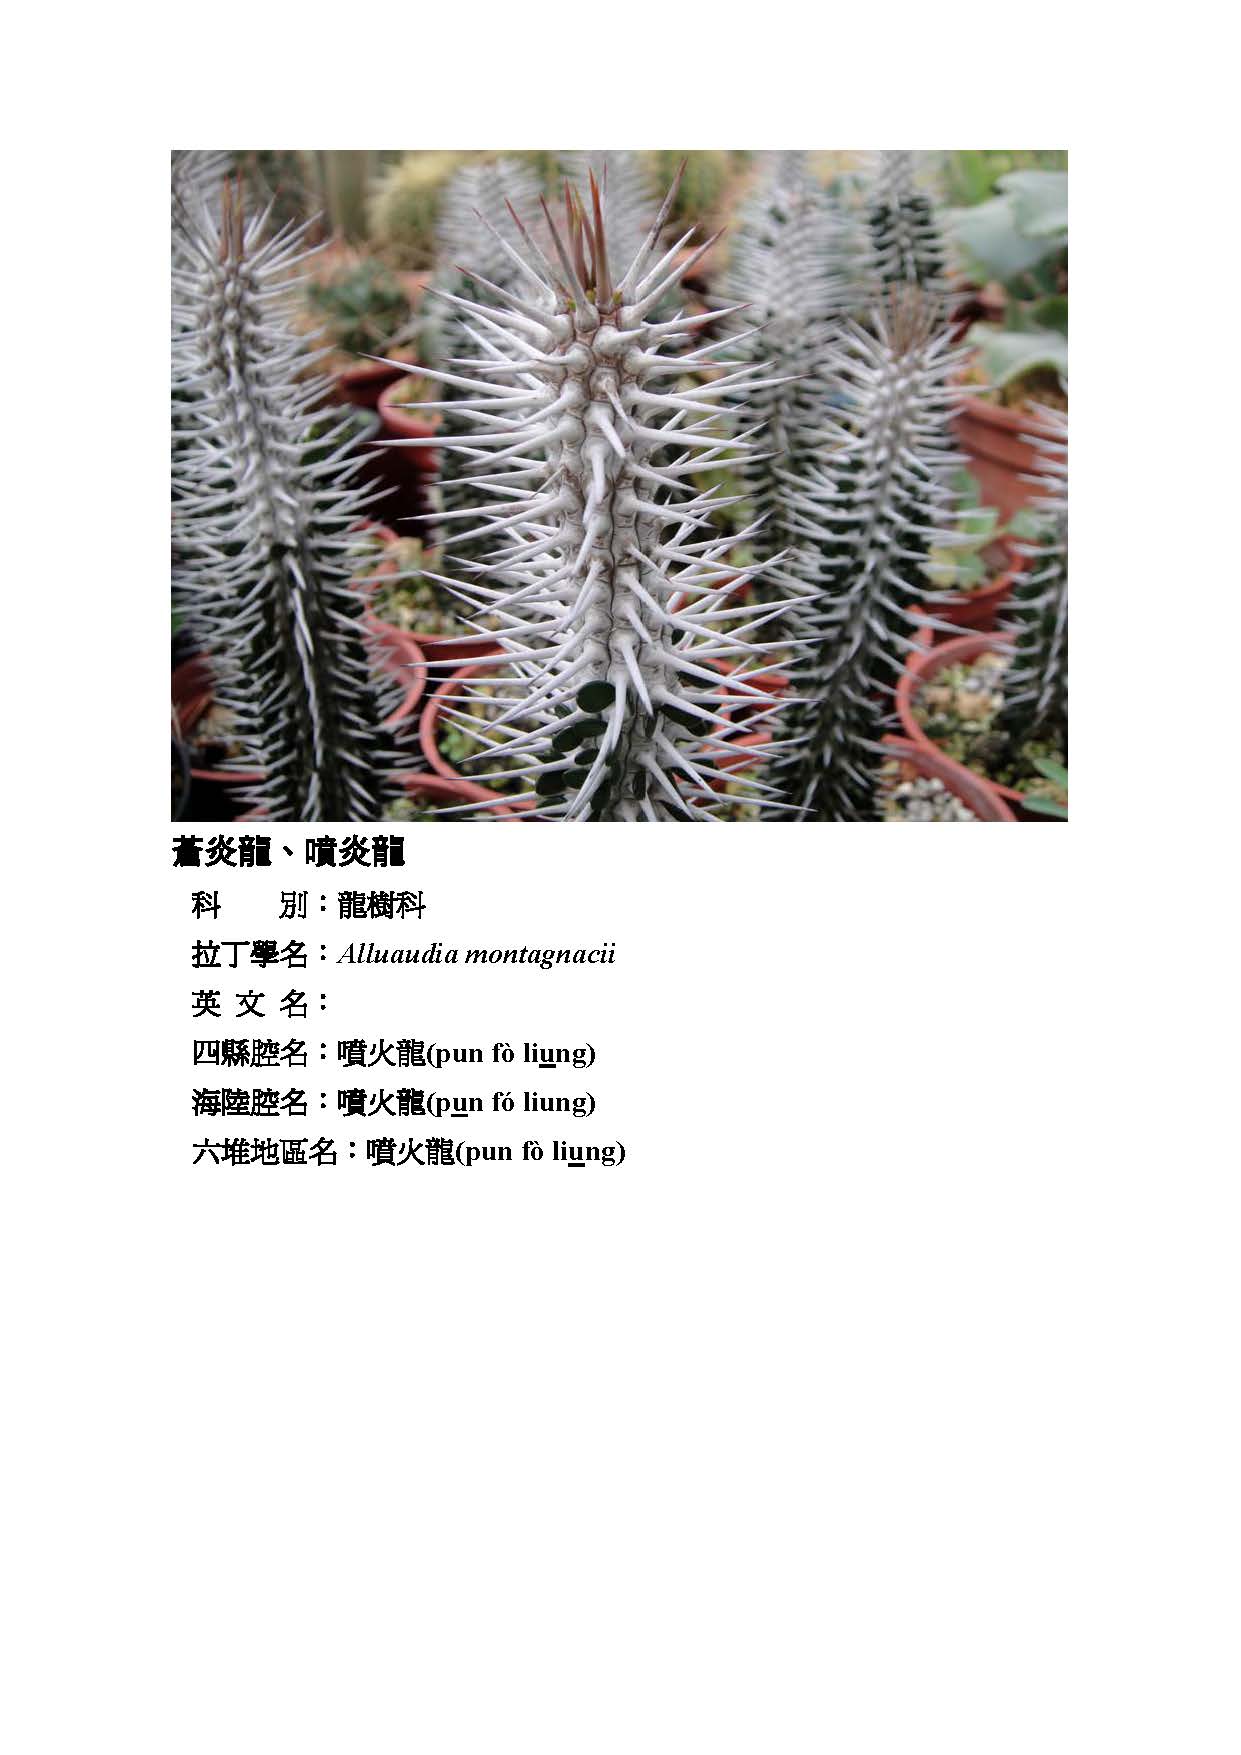 蒼炎龍、噴炎龍
科　　別：龍樹科
拉丁學名：Alluaudia montagnacii
英 文 名：
四縣腔名：噴火龍(pun fò liung)
海陸腔名：噴火龍(pun fó liung)
六堆地區名：噴火龍(pun fò liung)